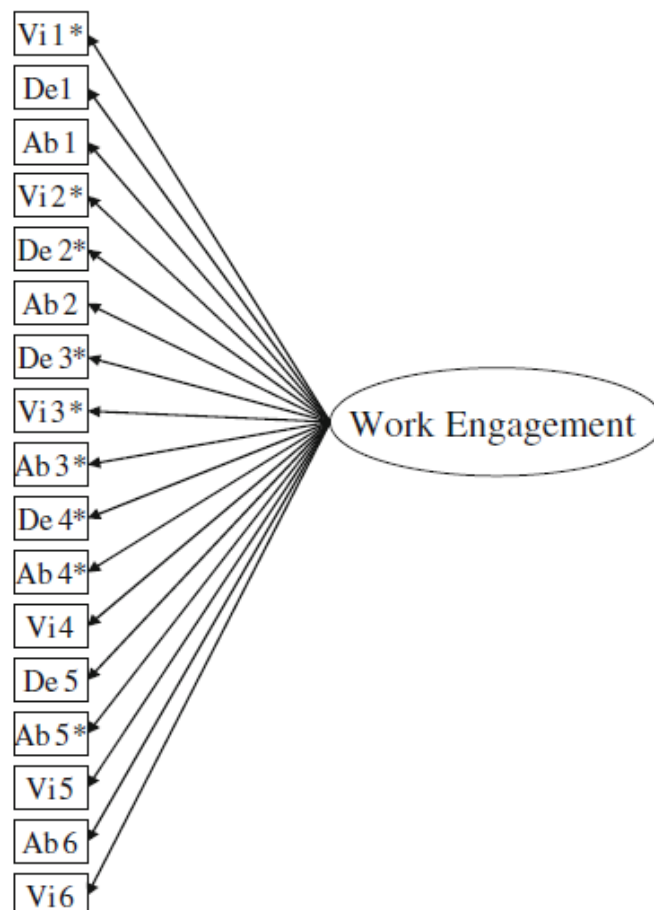 Vi1*
De1
Ab1
Vi2*
De2*
Ab2
De3*
Vi3*
Work Engagement
Ab3*
De4*
Ab4*
Vi4
De5
Ab5*
Vi5
Ab6
Vi6